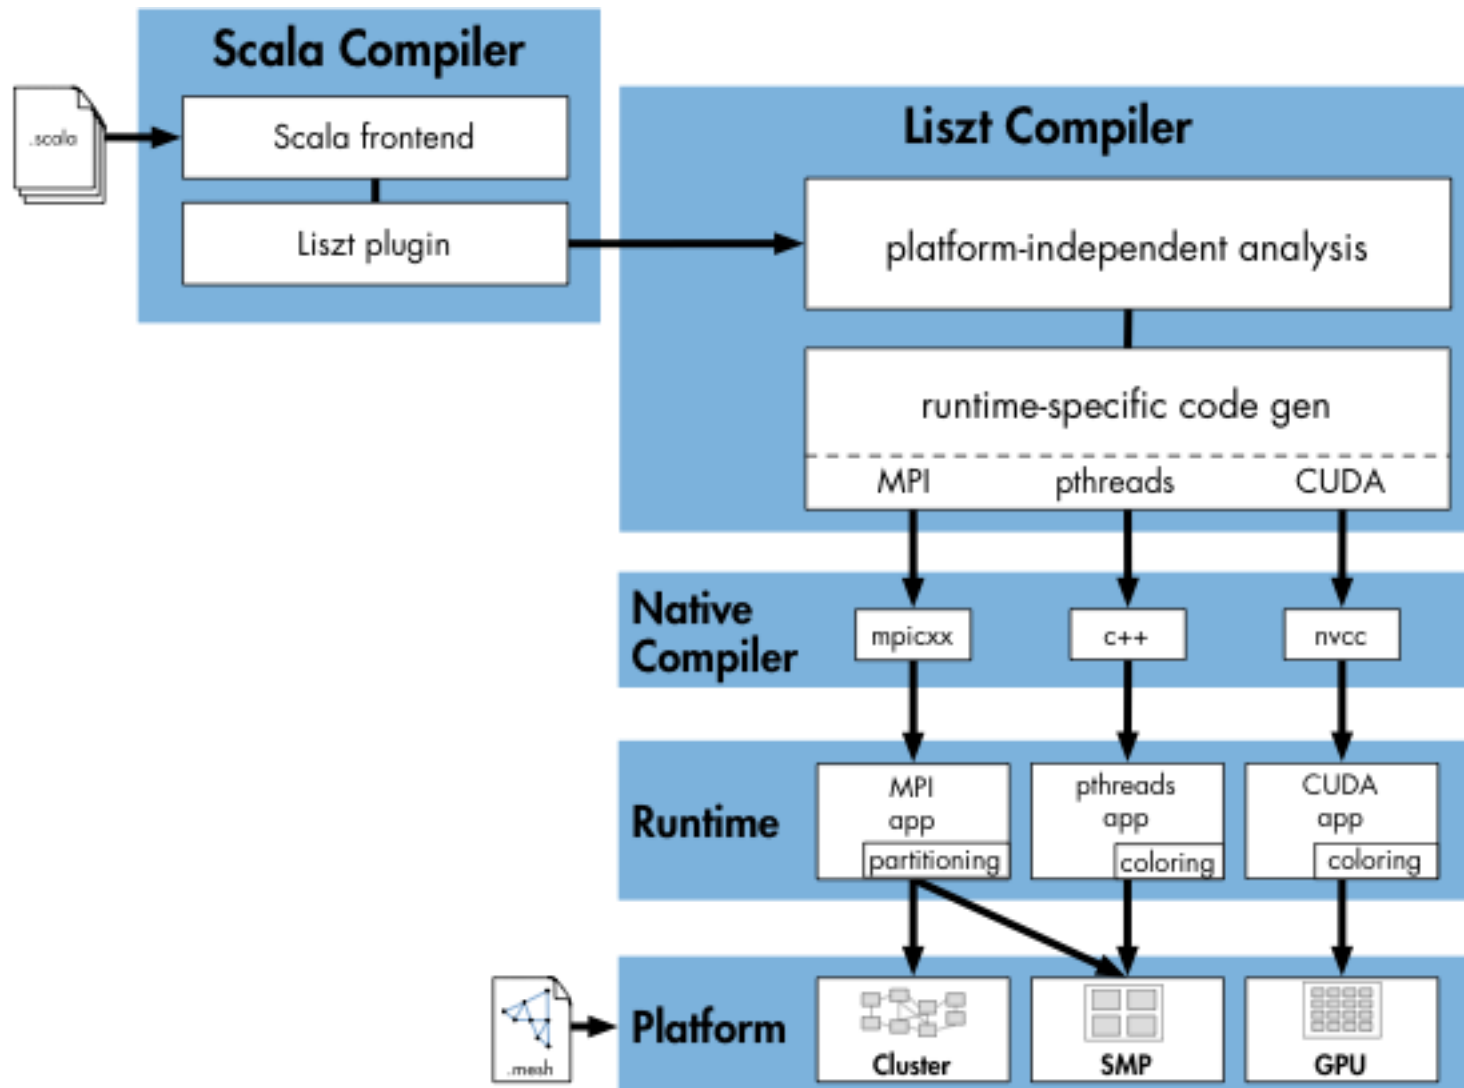 Scala Compiler
.scala
Scala frontend
Liszt plugin
Liszt Compiler
platform-independent analysis
runtime-specific code gen
MPI pthreads CUDA
Native
Compiler
mpicxx c++ nvcc
Runtime
MPI
app
partitioning
pthreads
app
coloring
CUDA
app
coloring
.mesh
Platform
Cluster SMP GPU